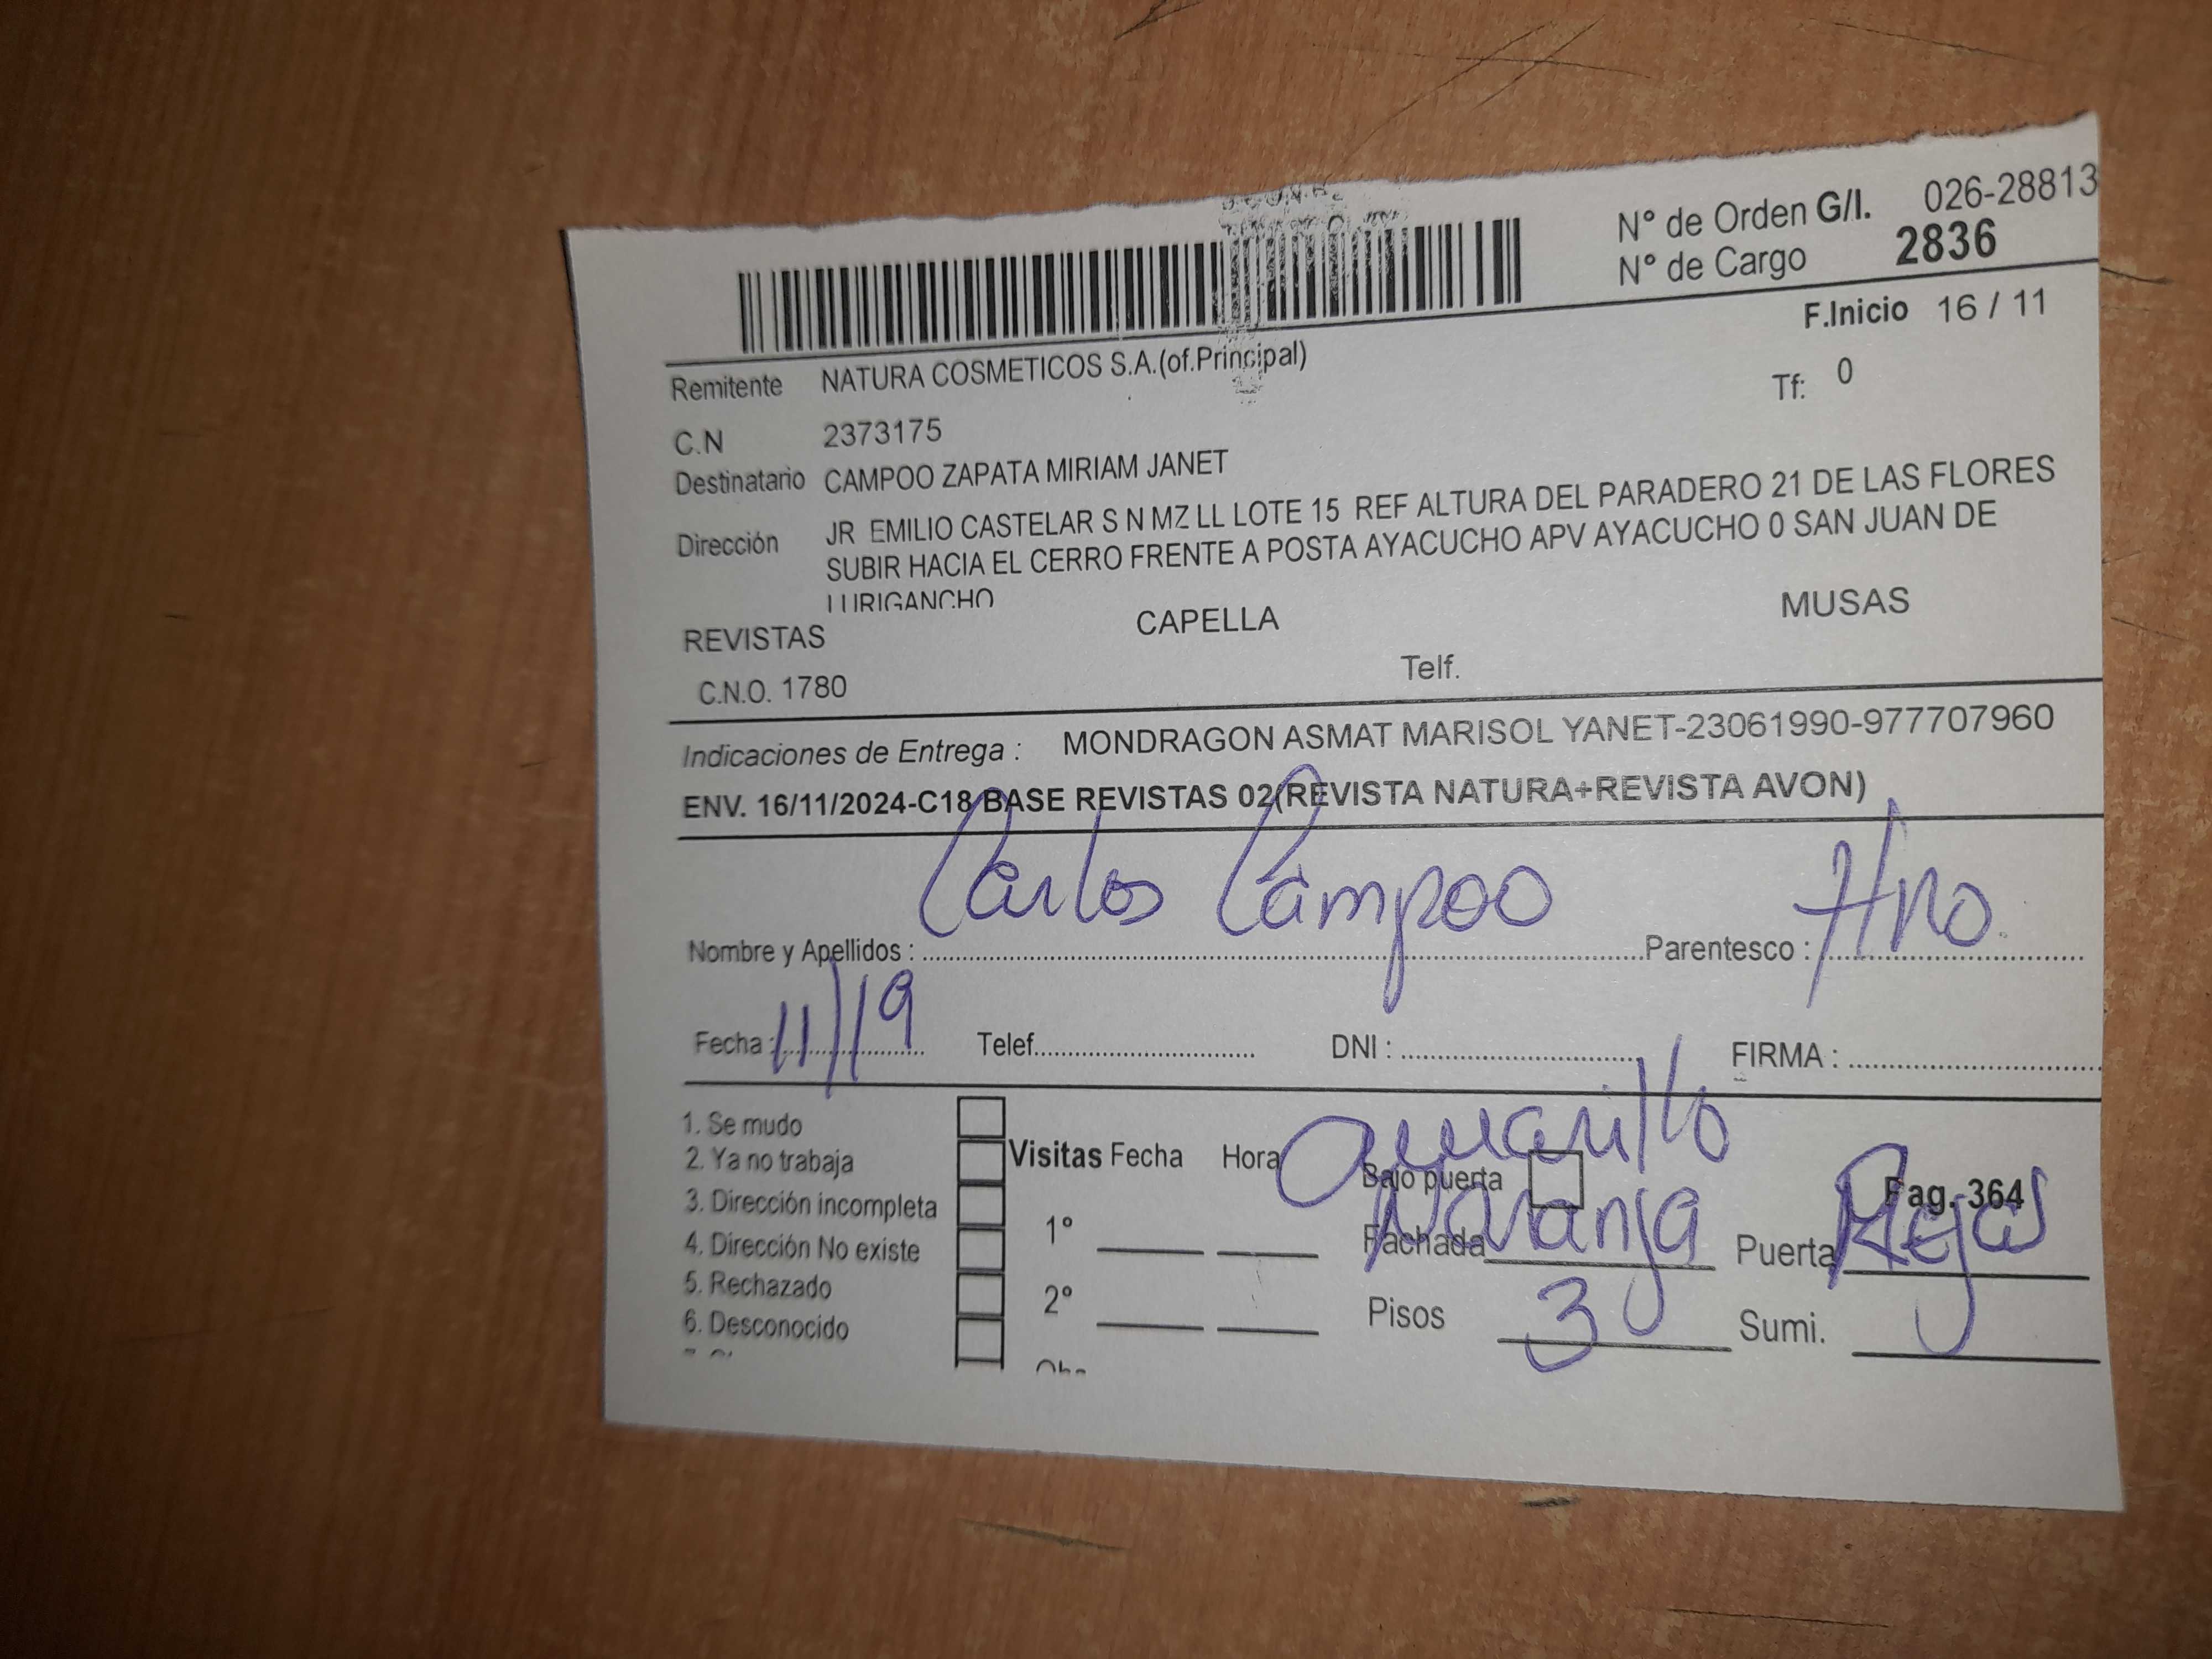 N° de Orden G/I. 026-28813
N° de Cargo 2836
F.Inicio 16 / 11
Remitente NATURA COSMETICOS S.A.(of.Principal)
Tf: 0
C.N 2373175
Destinatario CAMPOO ZAPATA MIRIAM JANET
Dirección JR EMILIO CASTELAR S N MZ LL LOTE 15 REF ALTURA DEL PARADERO 21 DE LAS FLORES
SUBIR HACIA EL CERRO FRENTE A POSTA AYACUCHO APV AYACUCHO 0 SAN JUAN DE
LURIGANCHO
REVISTAS CAPELLA MUSAS
C.N.O. 1780 Telf.
Indicaciones de Entrega : MONDRAGON ASMAT MARISOL YANET-23061990-977707960
ENV. 16/11/2024-C18 BASE REVISTAS 02(REVISTA NATURA+REVISTA AVON)
Nombre y Apellidos : Carlos Campoo Parentesco : Hno.
Fecha : 11/19 Telef. DNI : FIRMA :
1. Se mudo
2. Ya no trabaja
3. Dirección incompleta
4. Dirección No existe
5. Rechazado
6. Desconocido
Visitas Fecha Hora
1°
2°
amarillo
Bajo puerta
Pag.-364
Fachada Naranja Puerta Rejas
Pisos 3 Sumi.